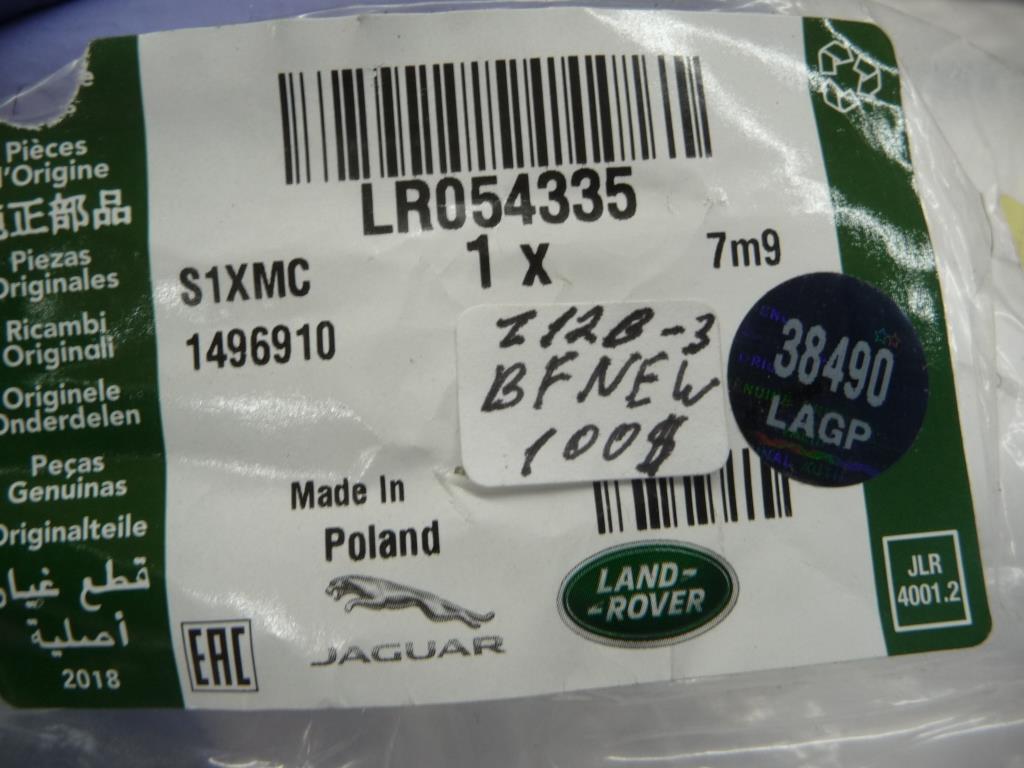 Pièces
d'Origine
正部品
Piezas
Originales
Ricambi
Originali
Originele
Onderdelen
Peças
Genuinas
Originalteile
قطع غيار
أصلية
2018
LR054335
1 x
7m9
S1XMC
1496910
Z12B-3
BFNEW
100$
38490
LAGP
Made In
Poland
JAGUAR
LAND-
-ROVER
EAC
JLR
4001.2